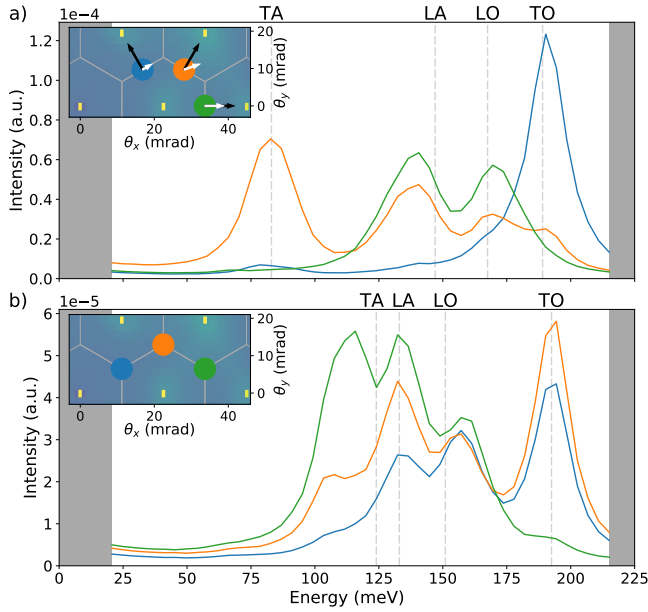 a)
1e−4
TA
LA
LO
TO
Intensity (a.u.)
1.2
1.0
0.8
0.6
0.4
0.2
0.0
20
10
0
θy (mrad)
0
20
40
θx (mrad)
b)
1e−5
TA
LA
LO
TO
Intensity (a.u.)
6
5
4
3
2
1
0
20
10
0
θy (mrad)
0
20
40
θx (mrad)
0
25
50
75
100
125
150
175
200
225
Energy (meV)